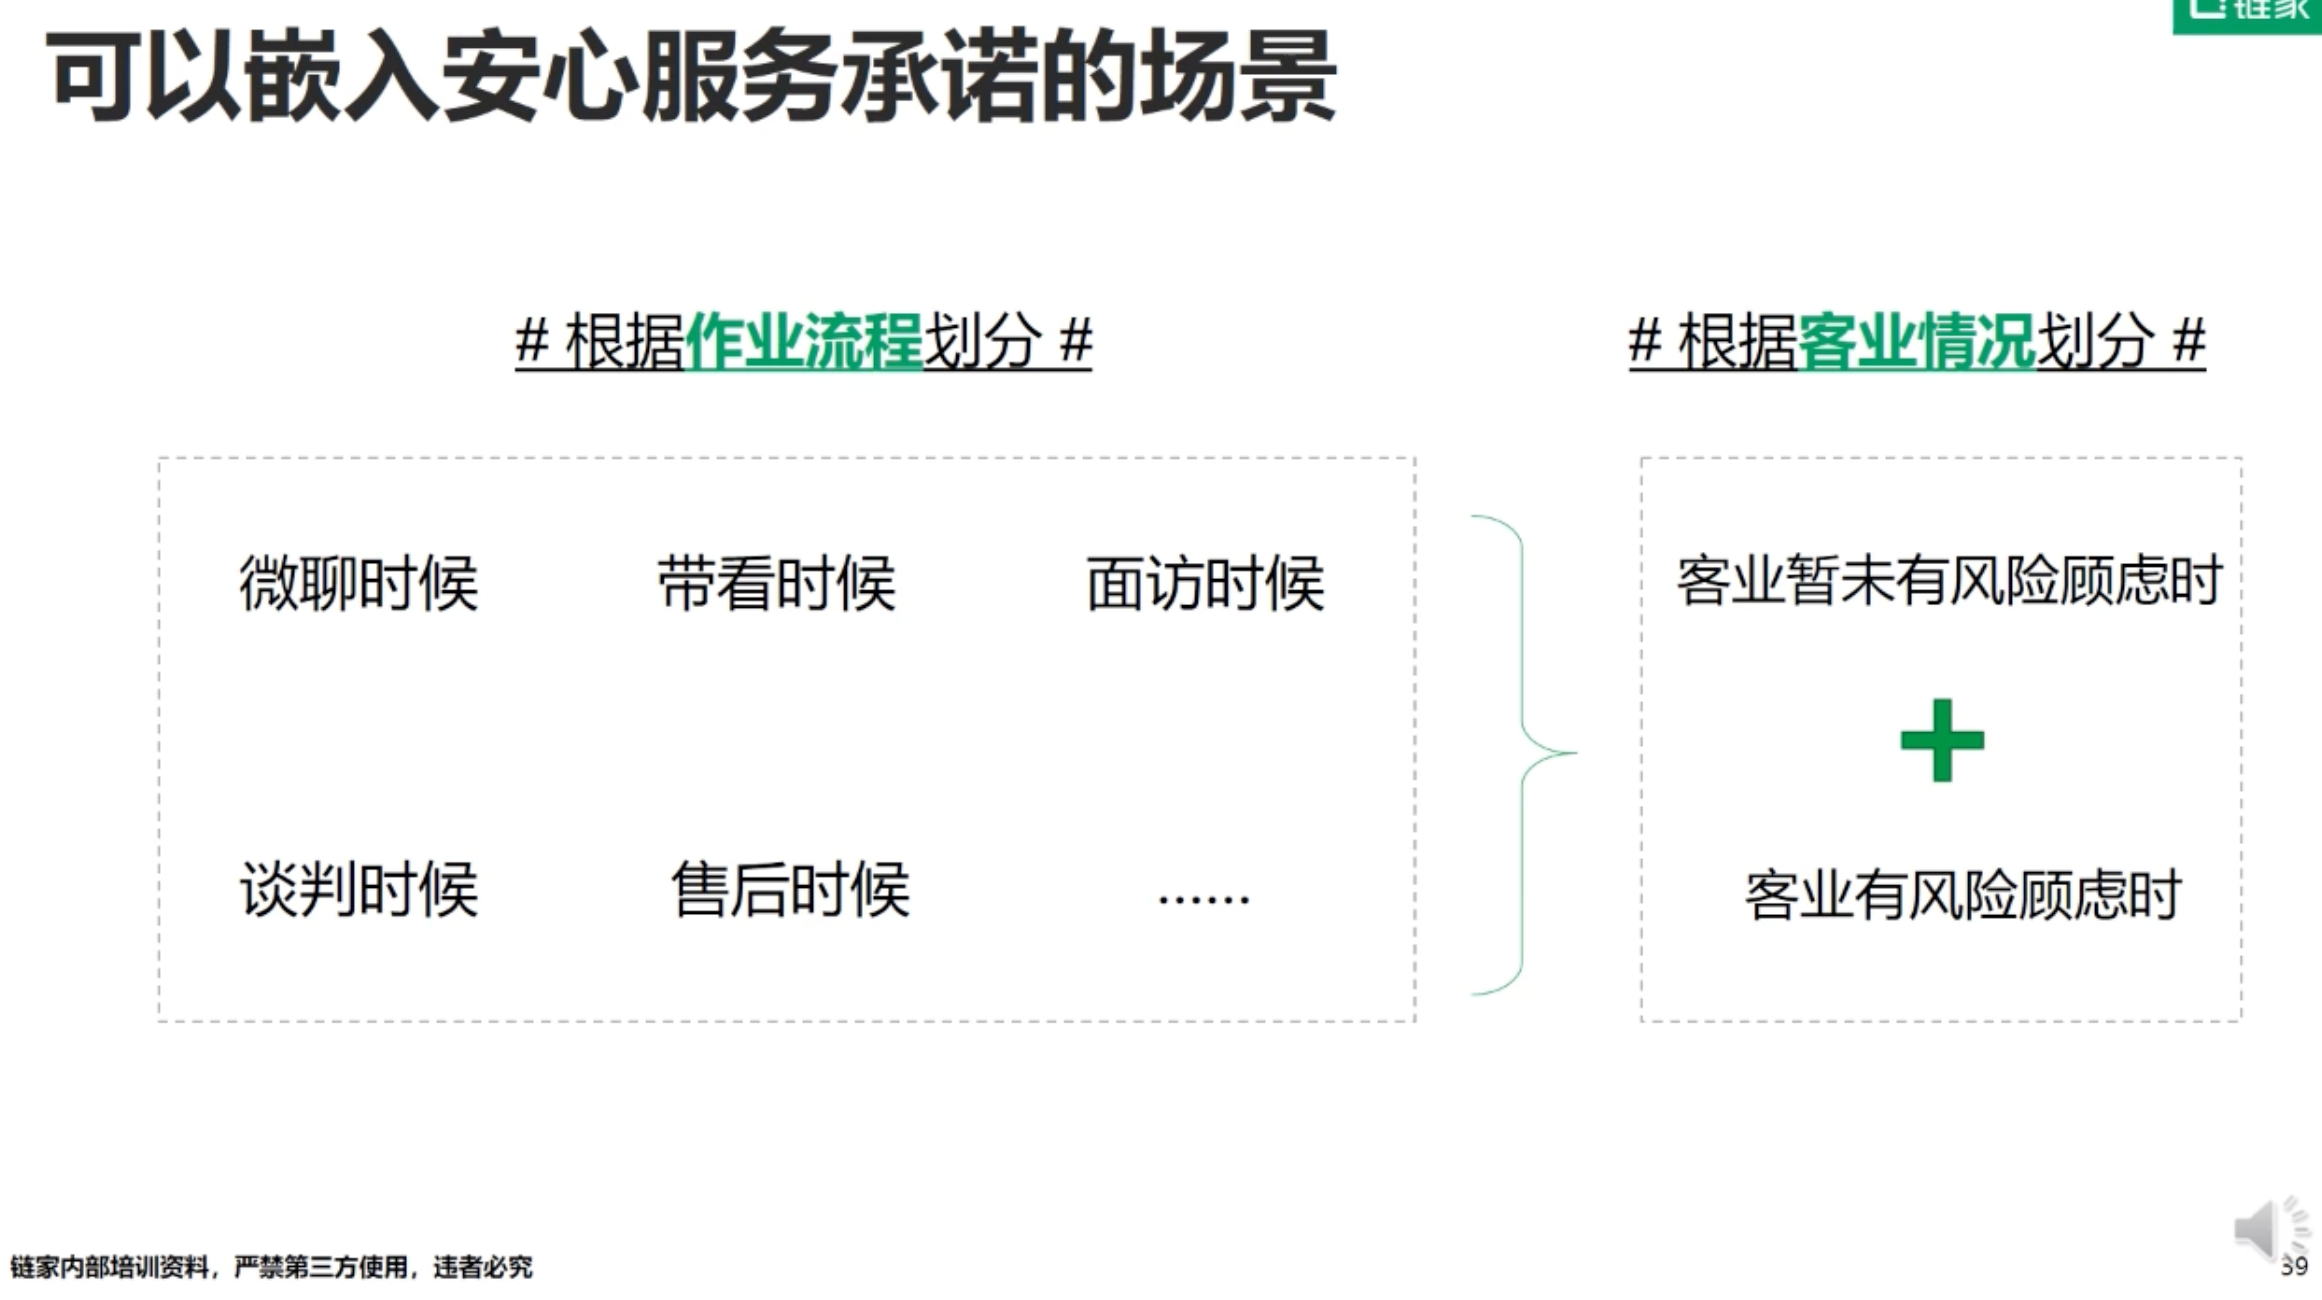 链家
可以嵌入安心服务承诺的场景
# 根据作业流程划分 #
# 根据客业情况划分 #
微聊时候
带看时候
面访时候
谈判时候
售后时候
......
客业暂未有风险顾虑时
客业有风险顾虑时
链家内部培训资料，严禁第三方使用，违者必究
39